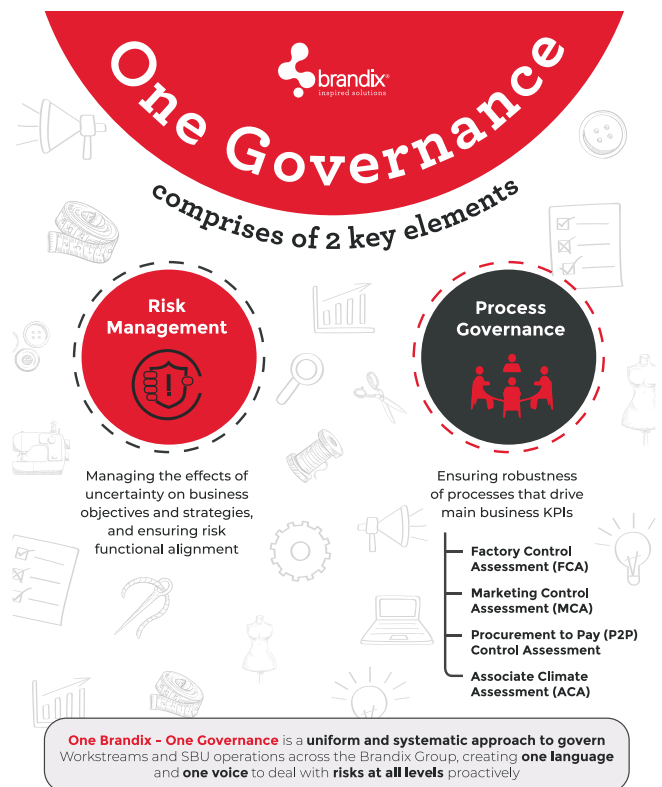 brandix®
inspired solutions
One Governance
comprises of 2 key elements
Risk
Management
Managing the effects of
uncertainty on business
objectives and strategies,
and ensuring risk
functional alignment
Process
Governance
Ensuring robustness
of processes that drive
main business KPIs
Factory Control
Assessment (FCA)
Marketing Control
Assessment (MCA)
Procurement to Pay (P2P)
Control Assessment
Associate Climate
Assessment (ACA)
One Brandix - One Governance is a uniform and systematic approach to govern
Workstreams and SBU operations across the Brandix Group, creating one language
and one voice to deal with risks at all levels proactively